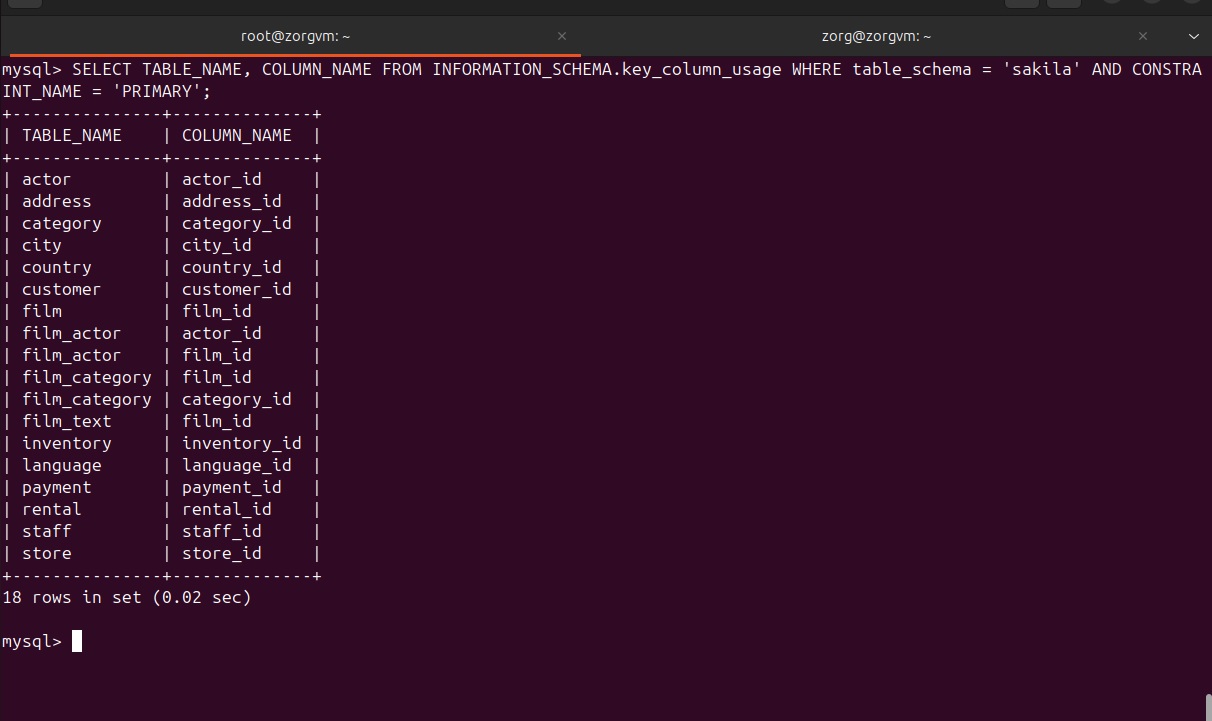 root@zorgvm: ~ × zorg@zorgvm: ~ ×
mysql> SELECT TABLE_NAME, COLUMN_NAME FROM INFORMATION_SCHEMA.key_column_usage WHERE table_schema = 'sakila' AND CONSTRA
INT_NAME = 'PRIMARY';
+---------------+--------------+
| TABLE_NAME    | COLUMN_NAME  |
+---------------+--------------+
| actor         | actor_id     |
| address       | address_id   |
| category      | category_id  |
| city          | city_id      |
| country       | country_id   |
| customer      | customer_id  |
| film          | film_id      |
| film_actor    | actor_id     |
| film_actor    | film_id      |
| film_category | film_id      |
| film_category | category_id  |
| film_text     | film_id      |
| inventory     | inventory_id |
| language      | language_id  |
| payment       | payment_id   |
| rental        | rental_id    |
| staff         | staff_id     |
| store         | store_id     |
+---------------+--------------+
18 rows in set (0.02 sec)
mysql>